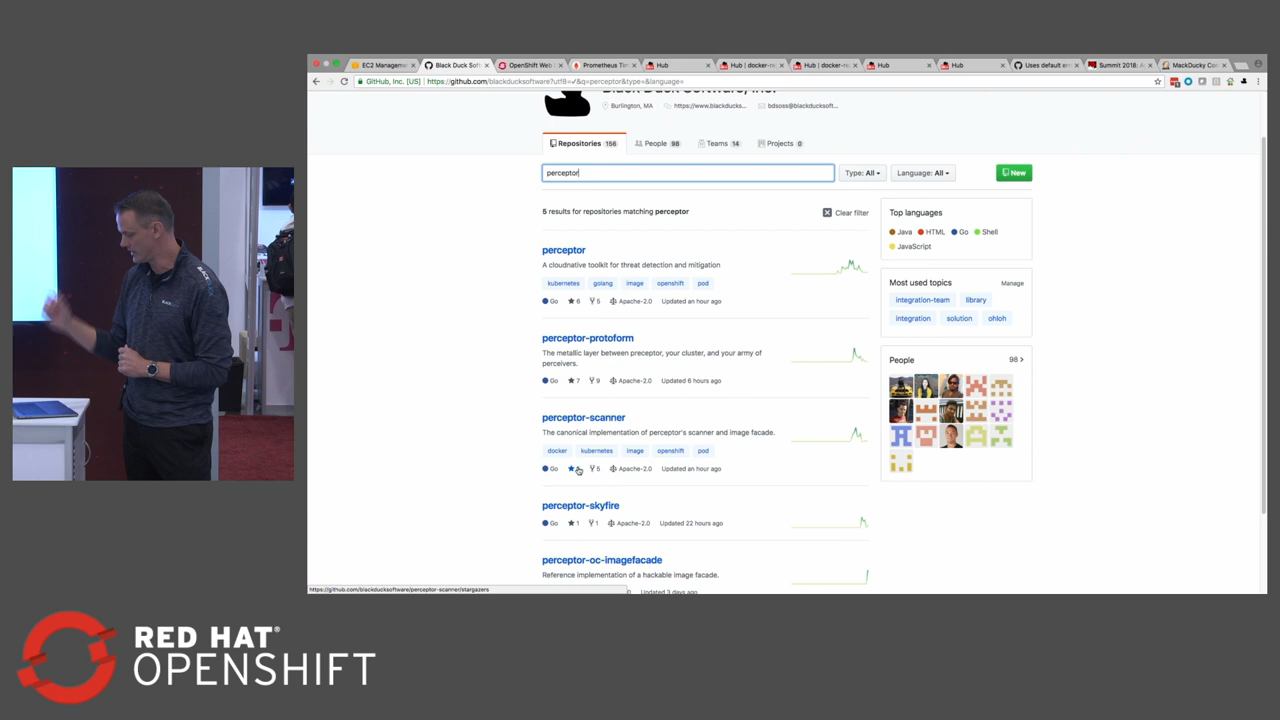 EC2 Managemen
Black Duck Soft
OpenShift Web
Prometheus Tim
Hub
Hub | docker-re
Hub | docker-re
Hub
Hub
Uses default en
Summit 2018: A
MackDucky Co
GitHub, Inc. [US] | https://github.com/blackducksoftware?utf8=✓&q=perceptor&type=&language=
Black Duck Software, Inc.
Burlington, MA
https://www.blackducks...
bdsoss@blackducksoft...
Repositories 156
People 98
Teams 14
Projects 0
perceptor
Type: All
Language: All
New
5 results for repositories matching perceptor
Clear filter
perceptor
A cloudnative toolkit for threat detection and mitigation
kubernetes golang image openshift pod
Go 6 5 Apache-2.0 Updated an hour ago
perceptor-protoform
The metallic layer between preceptor, your cluster, and your army of
perceivers.
Go 7 9 Apache-2.0 Updated 6 hours ago
perceptor-scanner
The canonical implementation of perceptor's scanner and image facade.
docker kubernetes image openshift pod
Go 5 Apache-2.0 Updated an hour ago
perceptor-skyfire
Go 1 1 Apache-2.0 Updated 22 hours ago
perceptor-oc-imagefacade
Reference implementation of a hackable image facade.
0 Updated 3 days ago
Top languages
Java HTML Go Shell
JavaScript
Most used topics
Manage
integration-team library
integration solution ohloh
People
98
https://github.com/blackducksoftware/perceptor-scanner/stargazers
RED HAT®
OPENSHIFT